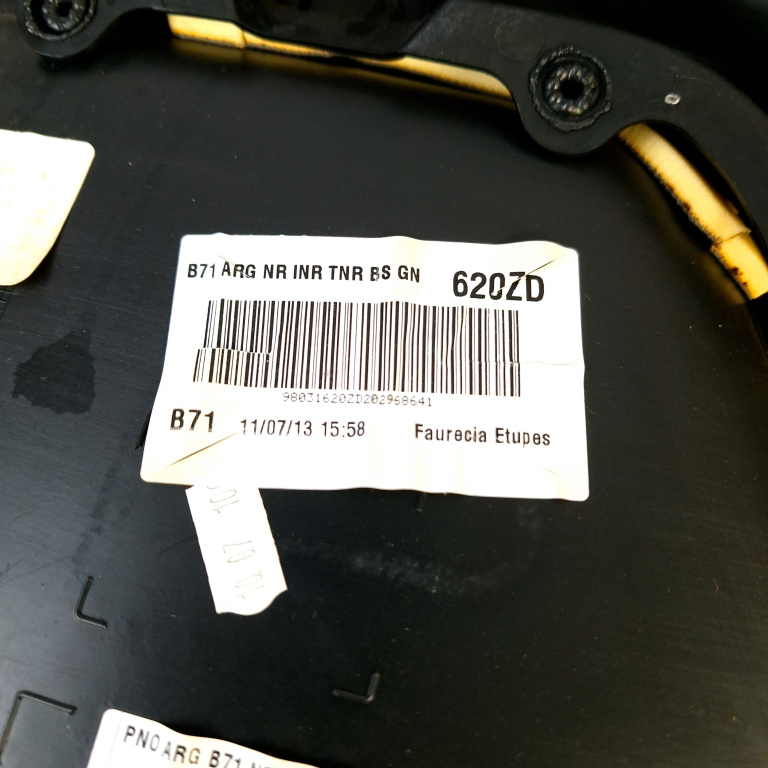 B71 ARG NR INR TNR BS GN 620ZD
98031620ZD202968641
B71 11/07/13 15:58 Faurecia Etupes
PNO ARG B71